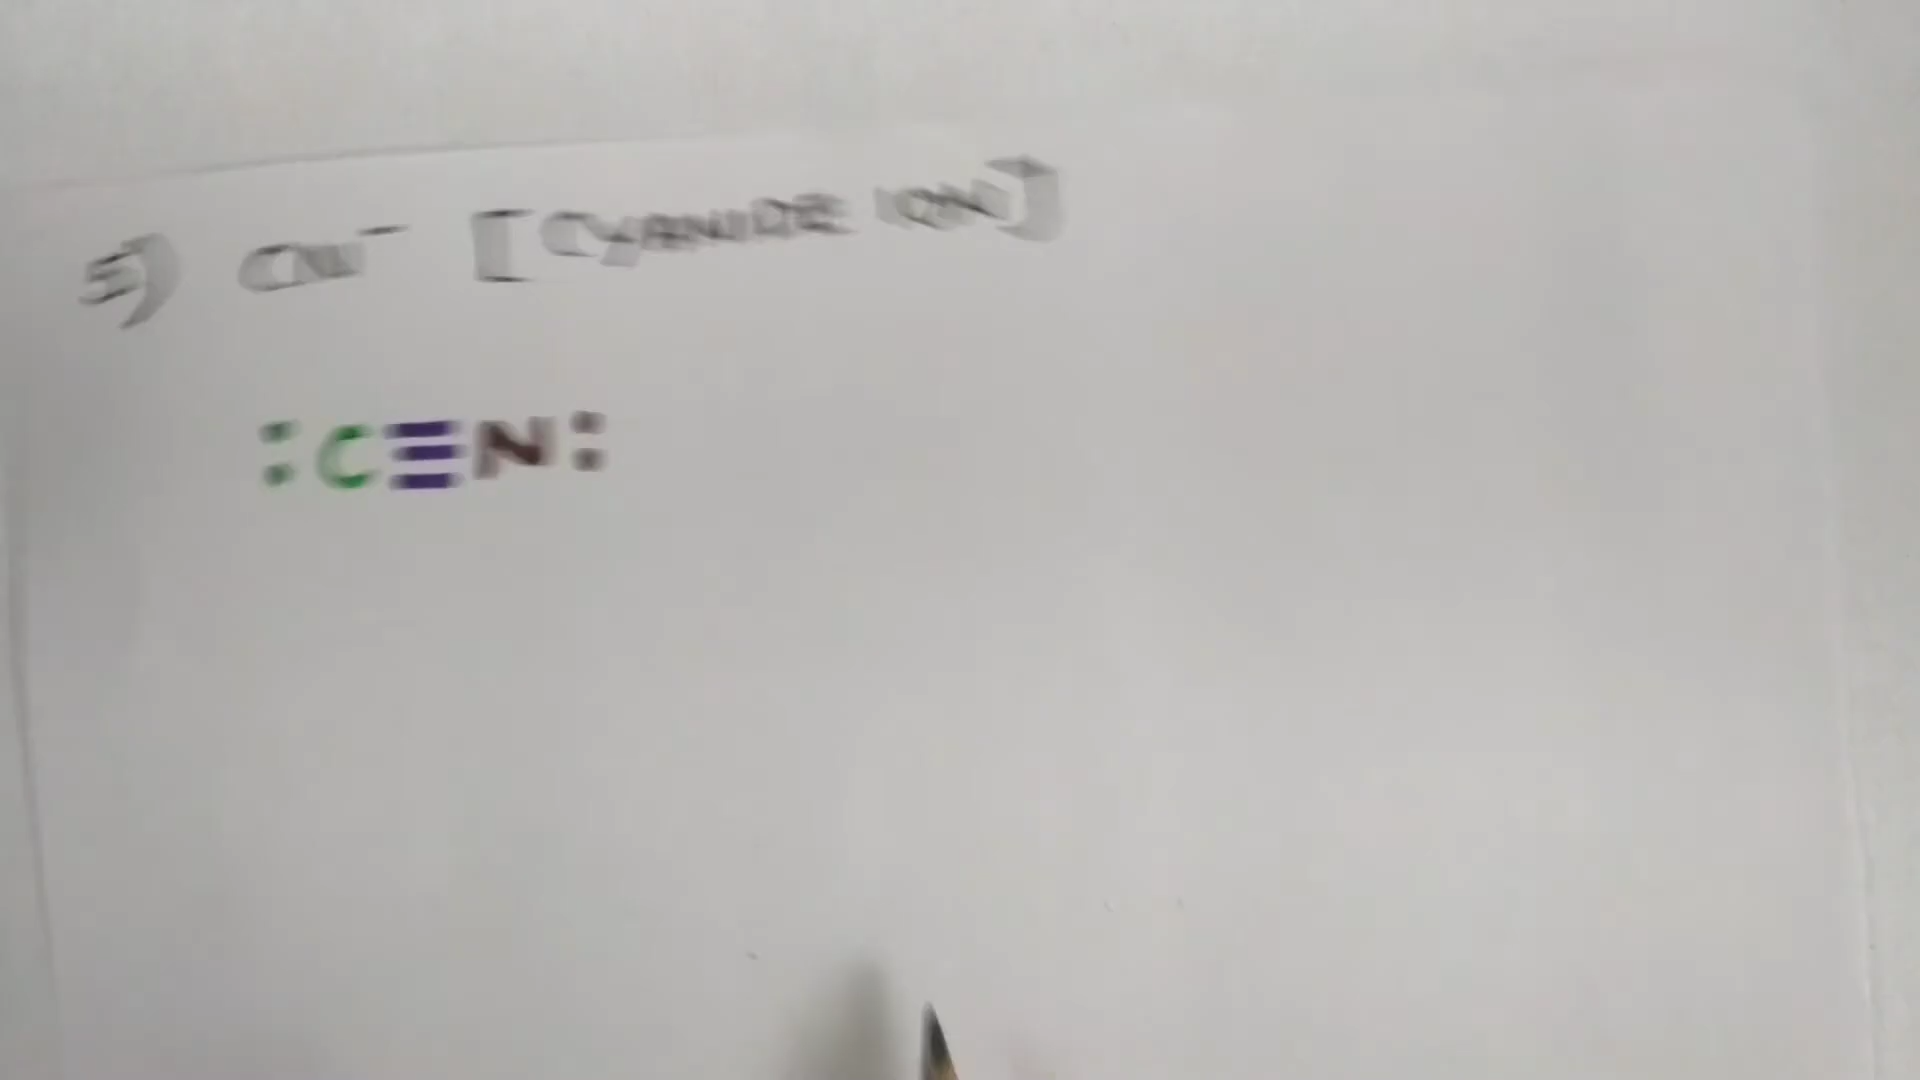 5) CN⁻ [CYANIDE ION]
:C≡N: